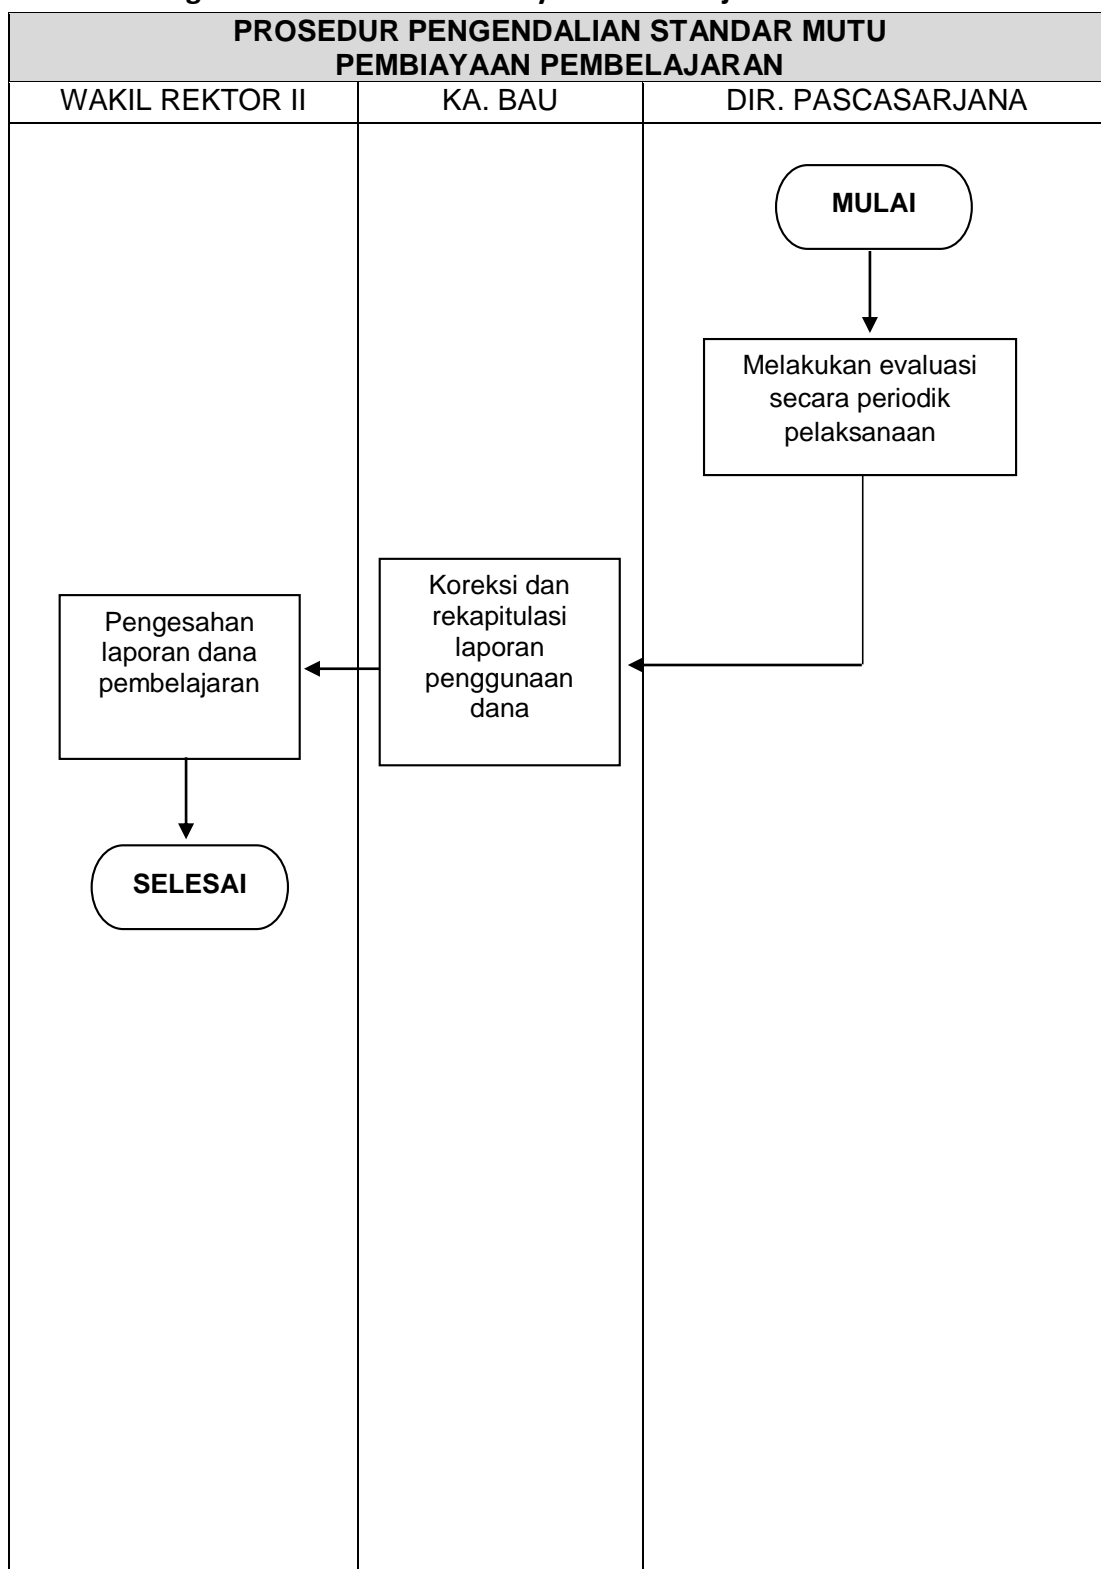 PROSEDUR PENGENDALIAN STANDAR MUTU
PEMBIAYAAN PEMBELAJARAN
WAKIL REKTOR II
KA. BAU
DIR. PASCASARJANA
MULAI
Melakukan evaluasi
secara periodik
pelaksanaan
Koreksi dan
rekapitulasi
laporan
penggunaan
dana
Pengesahan
laporan dana
pembelajaran
SELESAI